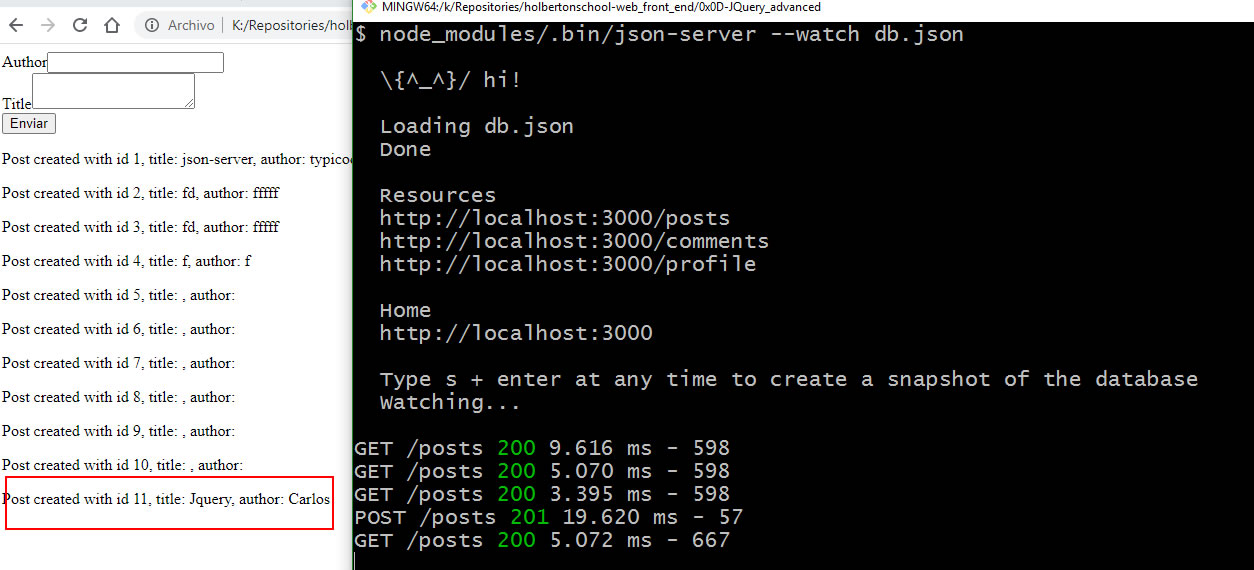 Archivo
K:/Repositories/holb
Author
Title
Enviar
Post created with id 1, title: json-server, author: typico
Post created with id 2, title: fd, author: fffff
Post created with id 3, title: fd, author: fffff
Post created with id 4, title: f, author: f
Post created with id 5, title: , author:
Post created with id 6, title: , author:
Post created with id 7, title: , author:
Post created with id 8, title: , author:
Post created with id 9, title: , author:
Post created with id 10, title: , author:
Post created with id 11, title: Jquery, author: Carlos
MINGW64:/k/Repositories/holbertonschool-web_front_end/0x0D-JQuery_advanced
$ node_modules/.bin/json-server --watch db.json
\{^_^}/ hi!
Loading db.json
Done
Resources
http://localhost:3000/posts
http://localhost:3000/comments
http://localhost:3000/profile
Home
http://localhost:3000
Type s + enter at any time to create a snapshot of the database
Watching...
GET /posts 200 9.616 ms - 598
GET /posts 200 5.070 ms - 598
GET /posts 200 3.395 ms - 598
POST /posts 201 19.620 ms - 57
GET /posts 200 5.072 ms - 667